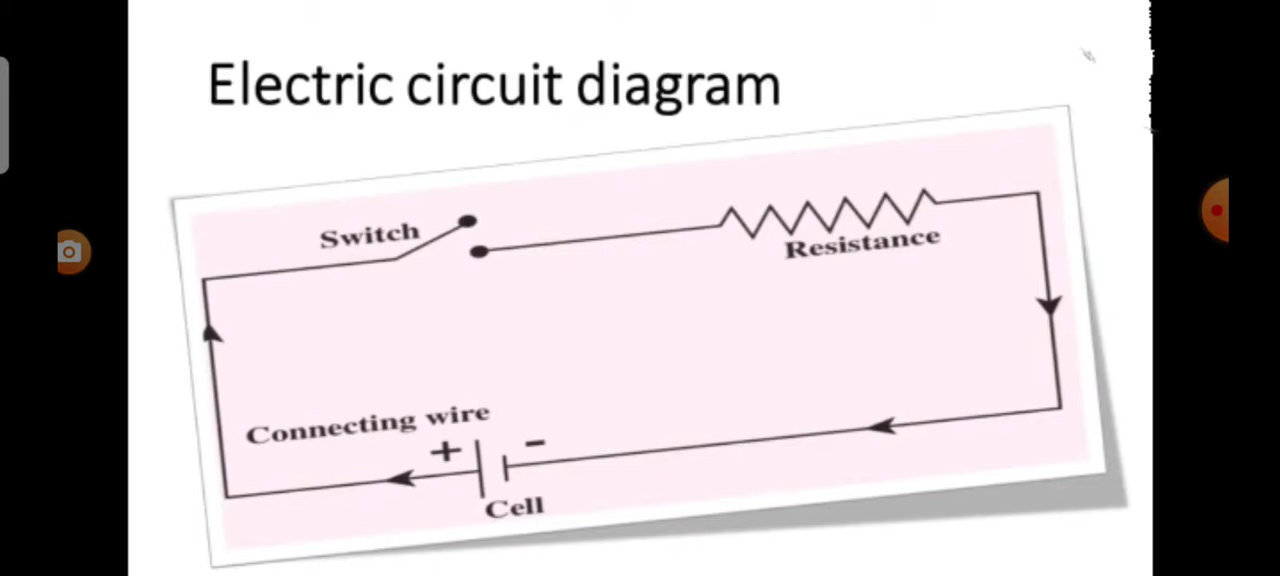 Electric circuit diagram
Switch
Resistance
Connecting wire
+ -
Cell